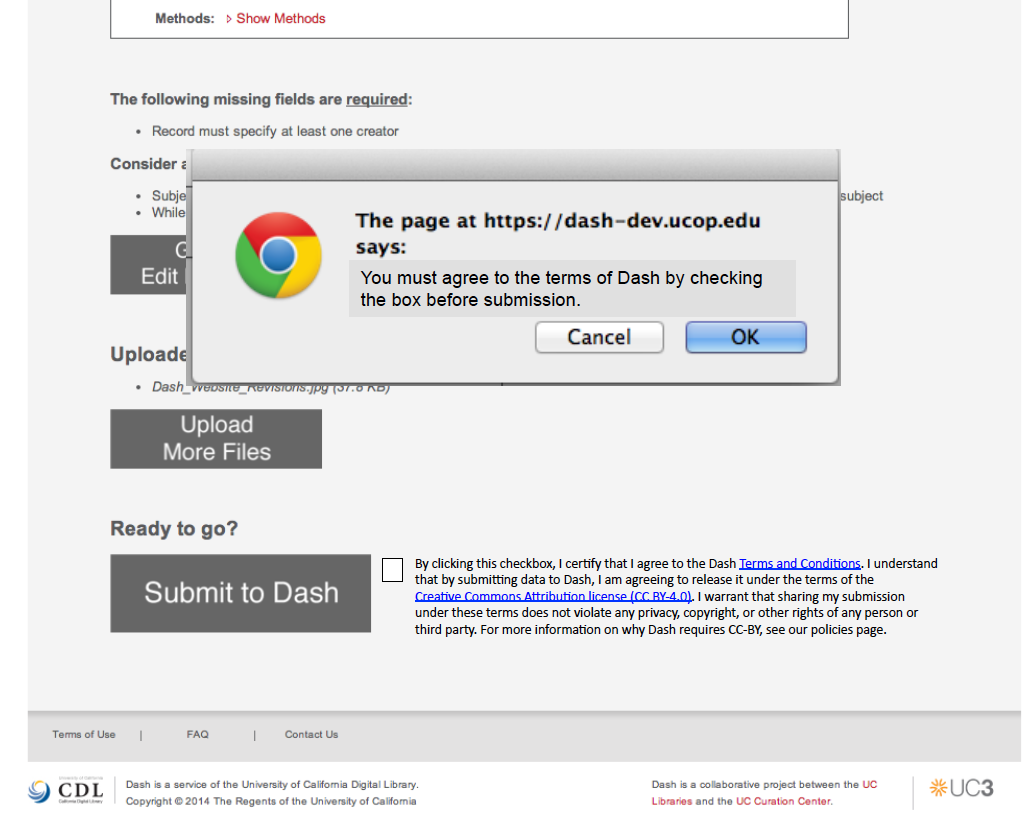 Methods: Show Methods
The following missing fields are required:
• Record must specify at least one creator
Consider
• Subje subject
• While
The page at https://dash-dev.ucop.edu
says:
You must agree to the terms of Dash by checking
the box before submission.
Cancel OK
Edit
Uploade
• Dash_Website_Revisions.jpg (37.6 KB)
Upload
More Files
Ready to go?
Submit to Dash
By clicking this checkbox, I certify that I agree to the Dash Terms and Conditions. I understand
that by submitting data to Dash, I am agreeing to release it under the terms of the
Creative Commons Attribution license (CC BY-4.0). I warrant that sharing my submission
under these terms does not violate any privacy, copyright, or other rights of any person or
third party. For more information on why Dash requires CC-BY, see our policies page.
Terms of Use | FAQ | Contact Us
University of California
CDL
California Digital Library
Dash is a service of the University of California Digital Library.
Copyright © 2014 The Regents of the University of California
Dash is a collaborative project between the UC
Libraries and the UC Curation Center.
UC3